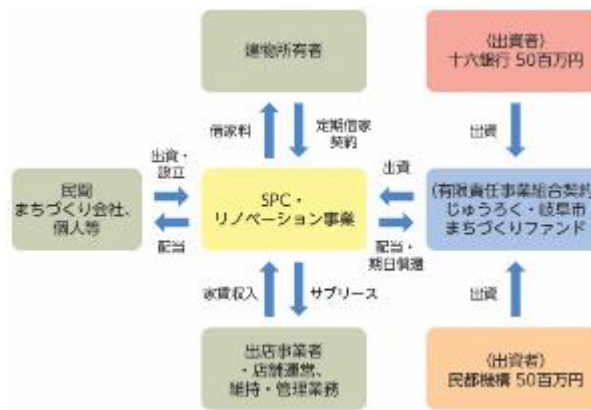 建物所有者
(出資者)
十六銀行 50百万円
借家料
定期借家
契約
出資
出資・
設立
出資
民間
まちづくり会社、
個人等
SPC・
リノベーション事業
(有限責任事業組合契約)
じゅうろく・岐阜市
まちづくりファンド
配当
配当・
期日償還
家賃収入
サブリース
出資
出店事業者
・店舗運営、
維持・管理業務
(出資者)
民都機構 50百万円